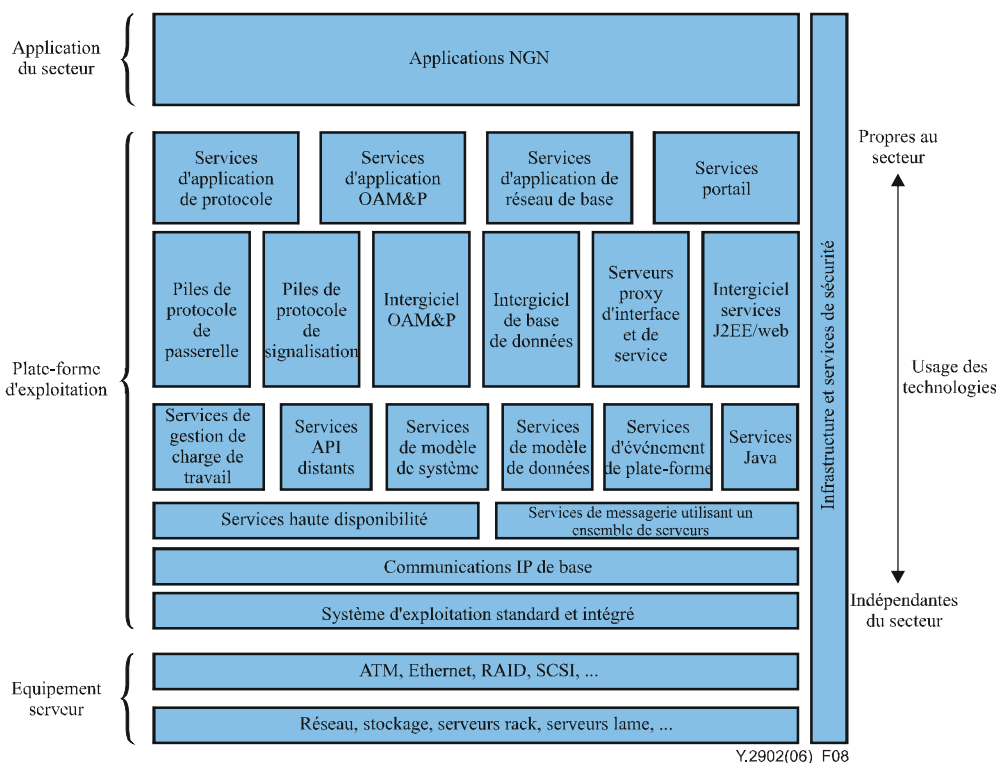 Application
du secteur
Applications NGN
Plate-forme
d'exploitation
Services
d'application
de protocole
Services
d'application
OAM&P
Services
d'application de
réseau de base
Services
portail
Piles de
protocole
de
passerelle
Piles de
protocole
de
signalisation
Intergiciel
OAM&P
Intergiciel
de base
de données
Serveurs
proxy
d'interface
et de
service
Intergiciel
services
J2EE/web
Services de
gestion de
charge de
travail
Services
API
distants
Services
de modèle
de système
Services
de modèle
de données
Services
d'événement
de plate-forme
Services
Java
Services haute disponibilité
Services de messagerie utilisant un
ensemble de serveurs
Communications IP de base
Système d'exploitation standard et intégré
Equipement
serveur
ATM, Ethernet, RAID, SCSI, ...
Réseau, stockage, serveurs rack, serveurs lame, ...
Infrastructure et services de sécurité
Propres au
secteur
Usage des
technologies
Indépendantes
du secteur
Y.2902(06)_F08